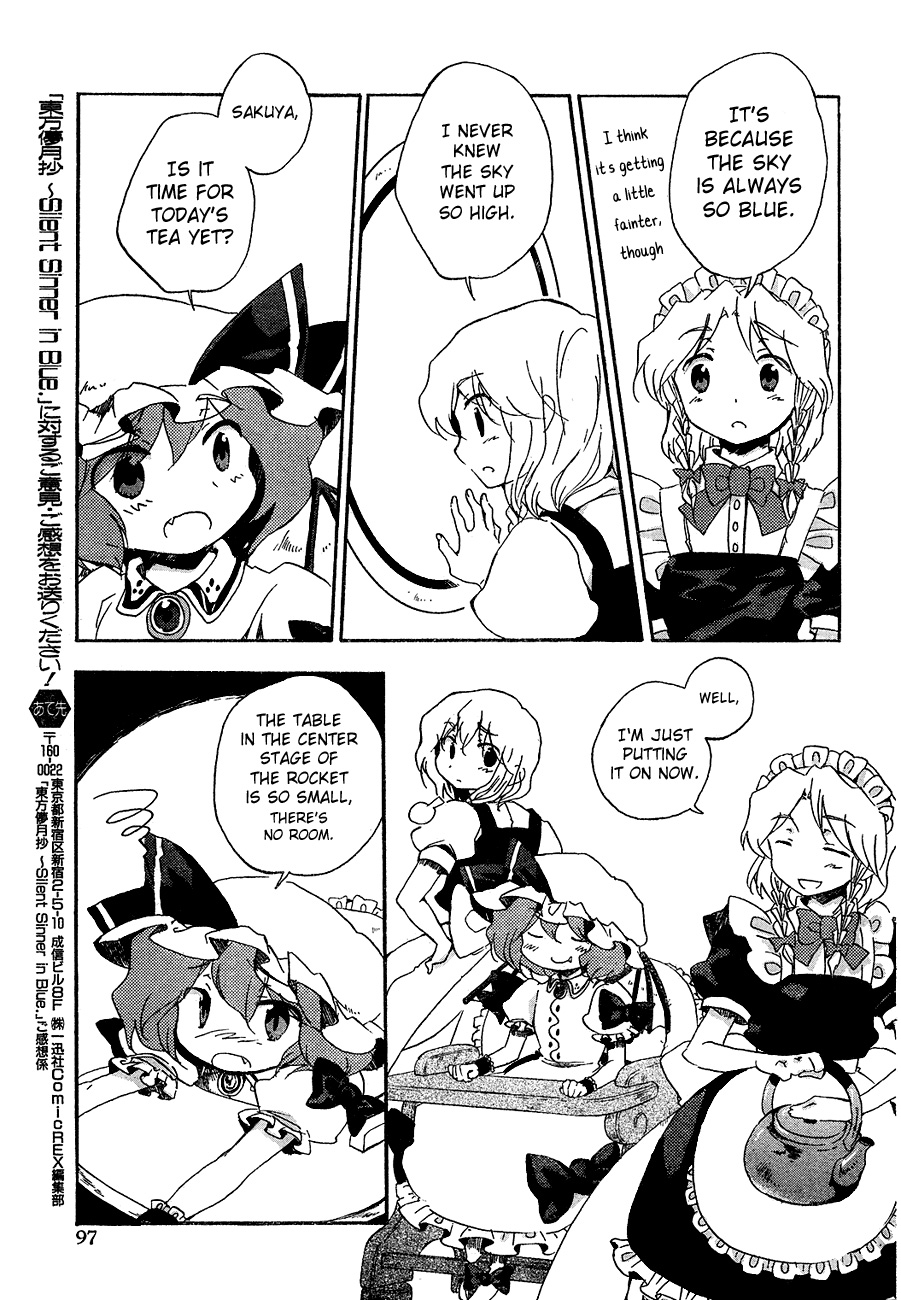 IT'S
BECAUSE
THE SKY
IS ALWAYS
SO BLUE.
I think
it's getting
a little
fainter,
though
I NEVER
KNEW
THE SKY
WENT UP
SO HIGH.
SAKUYA,
IS IT
TIME FOR
TODAY'S
TEA YET?
WELL,
I'M JUST
PUTTING
IT ON NOW.
THE TABLE
IN THE CENTER
STAGE OF
THE ROCKET
IS SO SMALL,
THERE'S
NO ROOM.
「東方儚月抄 ～Silent Sinner in Blue.」に対するご意見・ご感想をお送りください!
あて先
〒160-0022 東京都新宿区新宿2-5-10 成信ビル8F ㈱一迅社ComicREX編集部
「東方儚月抄 ～Silent Sinner in Blue.」ご感想係
97